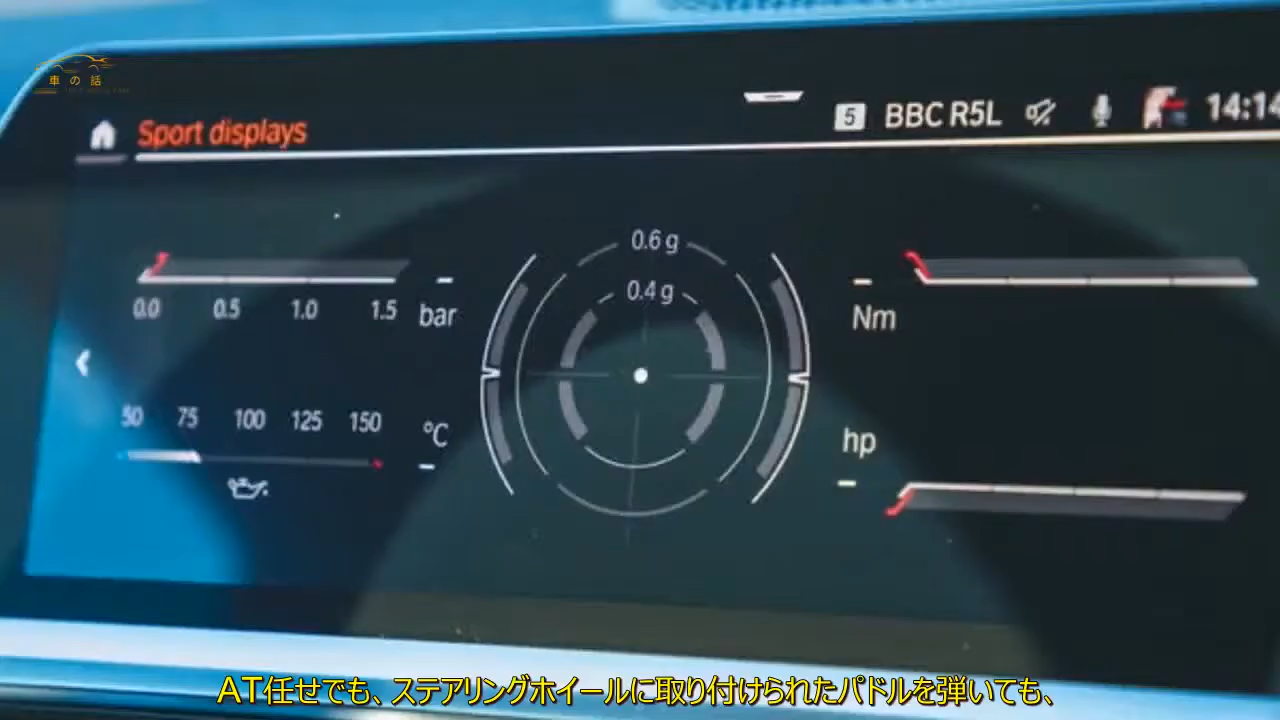 車の話
Sport displays
5 BBC R5L 14:14
0.6 g
0.4 g
0.0 0.5 1.0 1.5 bar
Nm
50 75 100 125 150 °C
hp
AT任せでも、ステアリングホイールに取り付けられたパドルを弾いても、